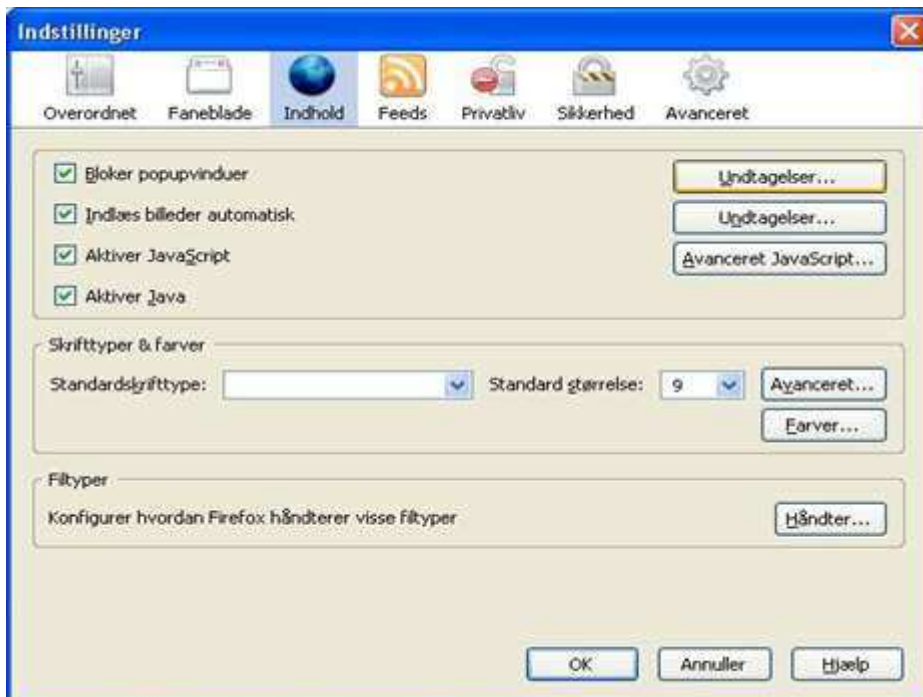 Indstillinger
Overordnet Faneblade Indhold Feeds Privatliv Sikkerhed Avanceret
Bloker popupvinduer Undtagelser...
Indlæs billeder automatisk Undtagelser...
Aktiver JavaScript Avanceret JavaScript...
Aktiver Java
Skrifttyper & farver
Standardskrifttype: Standard størrelse: 9 Avanceret...
Farver...
Filtyper
Konfigurer hvordan Firefox håndterer visse filtyper Håndter...
OK Annuller Hjælp